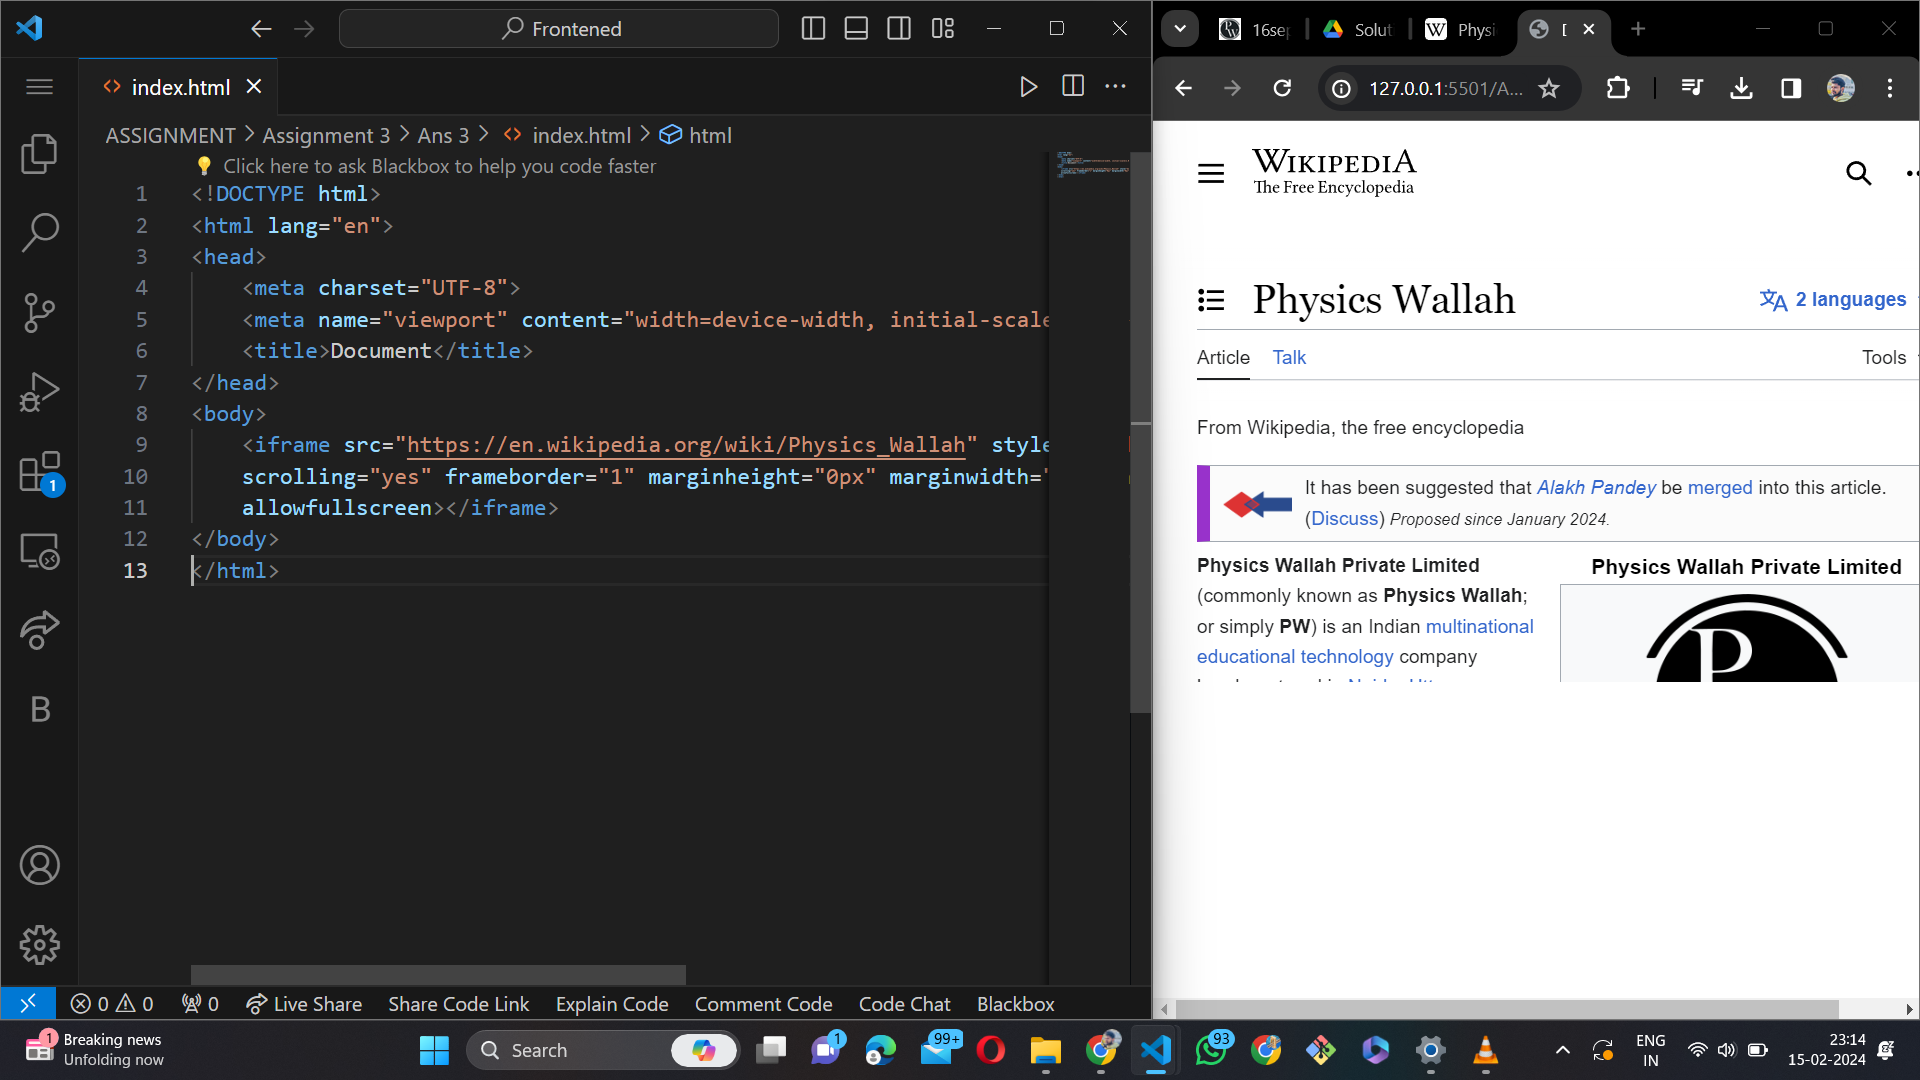 Frontened
index.html
ASSIGNMENT > Assignment 3 > Ans 3 > index.html > html
Click here to ask Blackbox to help you code faster
1 <!DOCTYPE html>
2 <html lang="en">
3 <head>
4 <meta charset="UTF-8">
5 <meta name="viewport" content="width=device-width, initial-scale
6 <title>Document</title>
7 </head>
8 <body>
9 <iframe src="https://en.wikipedia.org/wiki/Physics_Wallah" style
10 scrolling="yes" frameborder="1" marginheight="0px" marginwidth="
11 allowfullscreen></iframe>
12 </body>
13 </html>
1
B
0 0 0 Live Share Share Code Link Explain Code Comment Code Code Chat Blackbox
16sep Solut Physi
127.0.0.1:5501/A...
WIKIPEDIA
The Free Encyclopedia
Physics Wallah
2 languages
Article Talk Tools
From Wikipedia, the free encyclopedia
It has been suggested that Alakh Pandey be merged into this article.
(Discuss) Proposed since January 2024.
Physics Wallah Private Limited
(commonly known as Physics Wallah;
or simply PW) is an Indian multinational
educational technology company
Physics Wallah Private Limited
P
1
Breaking news
Unfolding now
Search
1
99+
93
ENG
IN
23:14
15-02-2024